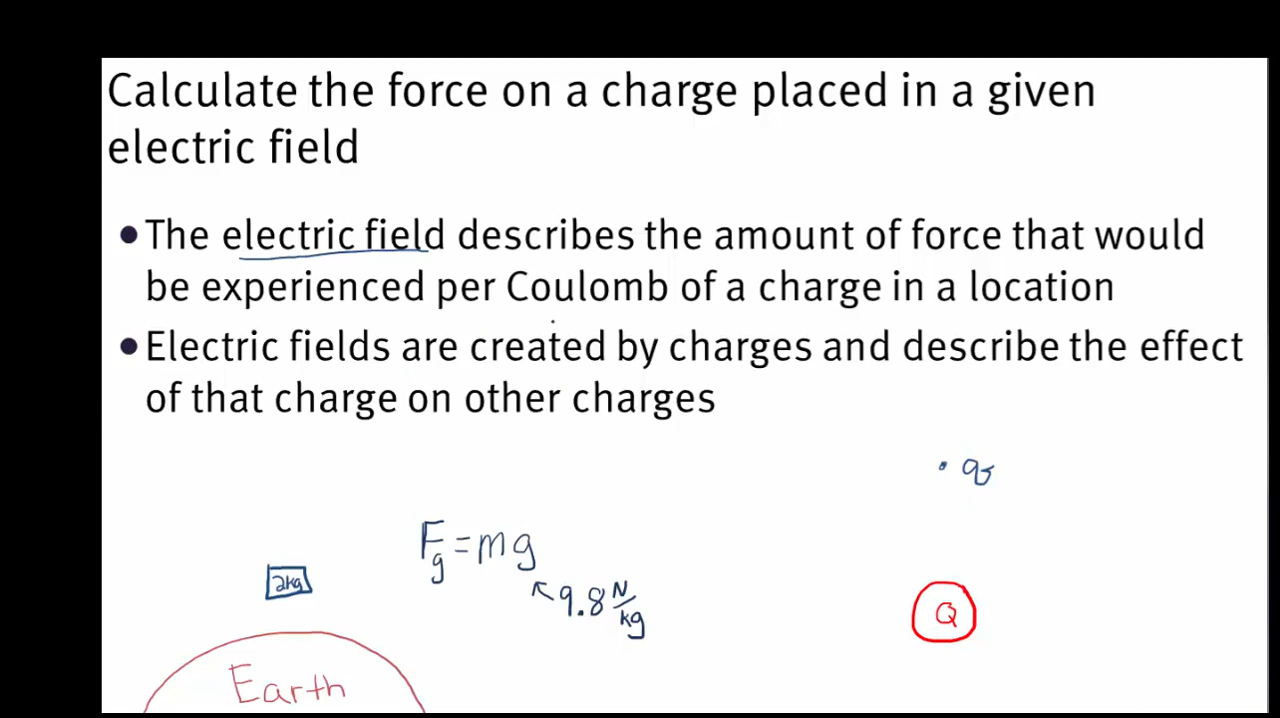 Calculate the force on a charge placed in a given
electric field
•The electric field describes the amount of force that would
be experienced per Coulomb of a charge in a location
•Electric fields are created by charges and describe the effect
of that charge on other charges
q
Fg=mg
2kg
9.8 N/kg
Q
Earth